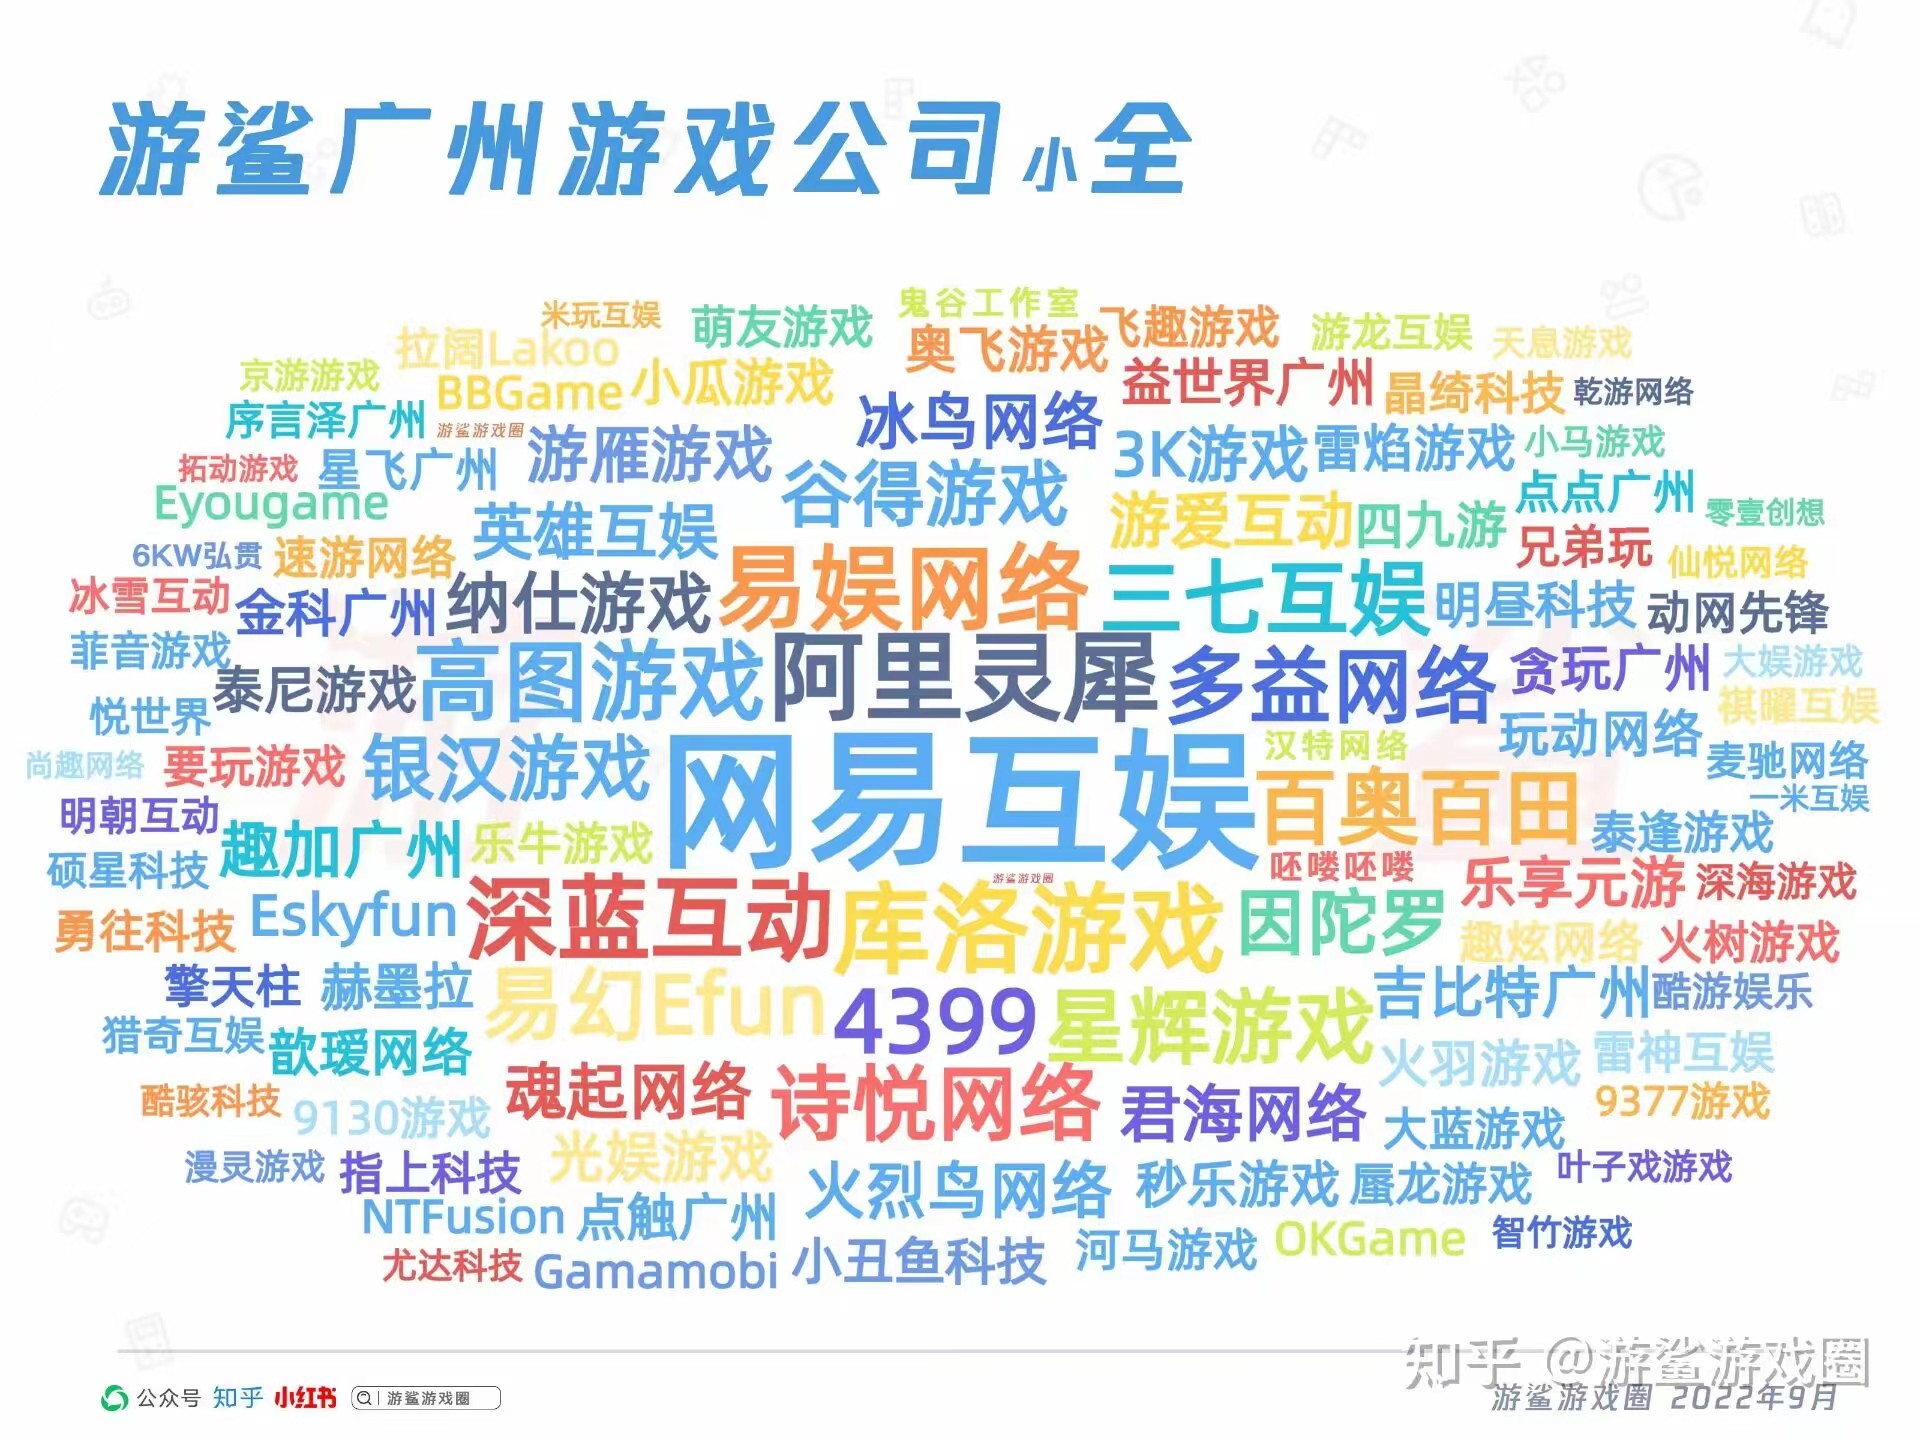 游鲨广州游戏公司小全
米玩互娱
萌友游戏
鬼谷工作室
飞趣游戏
游龙互娱
天息游戏
拉阔Lakoo
奥飞游戏
京游游戏
BBGame
小瓜游戏
益世界广州
晶绮科技
乾游网络
序言泽广州
游鲨游戏圈
冰鸟网络
拓动游戏
星飞广州
游雁游戏
3K游戏
雷焰游戏
小马游戏
Eyougame
谷得游戏
点点广州
零壹创想
英雄互娱
游爱互动
四九游
6KW弘贯
速游网络
兄弟玩
仙悦网络
冰雪互动
金科广州
纳仕游戏
易娱网络
三七互娱
明昼科技
动网先锋
菲音游戏
泰尼游戏
高图游戏
阿里灵犀
多益网络
贪玩广州
大娱游戏
悦世界
祺曜互娱
尚趣网络
要玩游戏
银汉游戏
网易互娱
汉特网络
玩动网络
麦驰网络
一米互娱
明朝互动
趣加广州
乐牛游戏
百奥百田
泰逢游戏
硕星科技
游鲨游戏圈
呸喽呸喽
乐享元游
深海游戏
勇往科技
Eskyfun
深蓝互动
库洛游戏
因陀罗
趣炫网络
火树游戏
擎天柱
赫墨拉
易幻Efun
4399
星辉游戏
吉比特广州
酷游娱乐
猎奇互娱
歆瑷网络
火羽游戏
雷神互娱
酷骇科技
9130游戏
魂起网络
诗悦网络
君海网络
大蓝游戏
9377游戏
漫灵游戏
指上科技
光娱游戏
火烈鸟网络
秒乐游戏
蜃龙游戏
叶子戏游戏
NTFusion
点触广州
尤达科技
Gamamobi
小丑鱼科技
河马游戏
OKGame
智竹游戏
公众号 知乎 小红书 游鲨游戏圈
知乎 @游鲨游戏圈
游鲨游戏圈 2022年9月